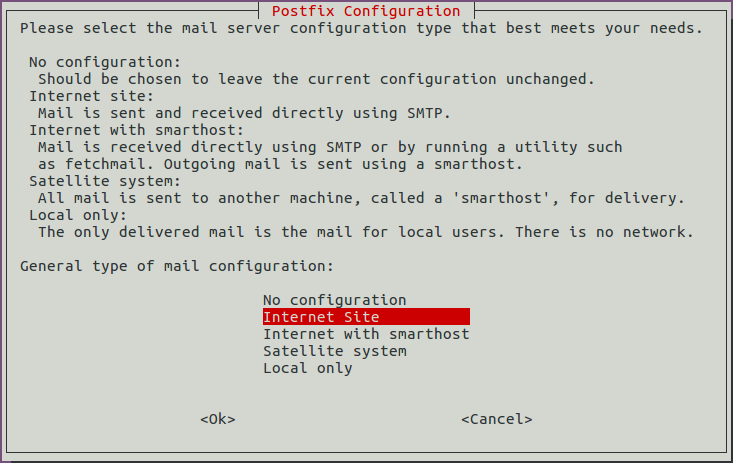 Postfix Configuration
Please select the mail server configuration type that best meets your needs.
No configuration:
Should be chosen to leave the current configuration unchanged.
Internet site:
Mail is sent and received directly using SMTP.
Internet with smarthost:
Mail is received directly using SMTP or by running a utility such
as fetchmail. Outgoing mail is sent using a smarthost.
Satellite system:
All mail is sent to another machine, called a 'smarthost', for delivery.
Local only:
The only delivered mail is the mail for local users. There is no network.
General type of mail configuration:
No configuration
Internet Site
Internet with smarthost
Satellite system
Local only
<Ok> <Cancel>